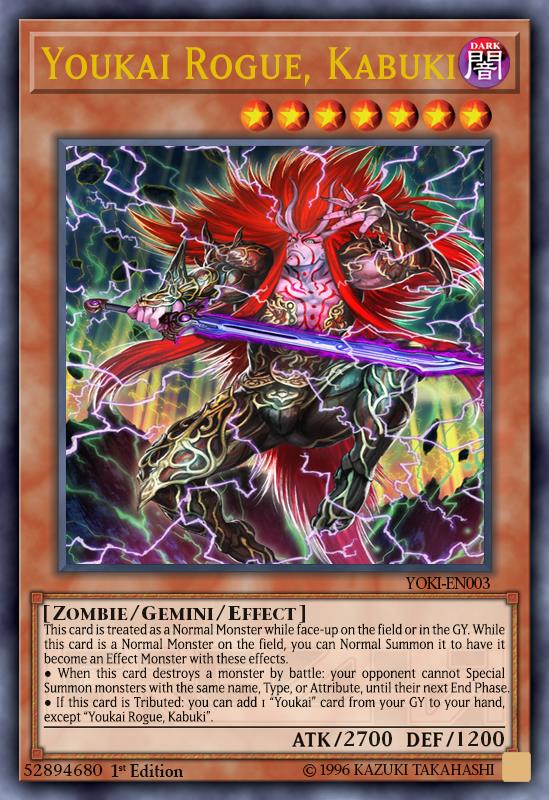 Youkai Rogue, Kabuki
DARK
闇
YOKI-EN003
[Zombie/Gemini/Effect]
This card is treated as a Normal Monster while face-up on the field or in the GY. While
this card is a Normal Monster on the field, you can Normal Summon it to have it
become an Effect Monster with these effects.
● When this card destroys a monster by battle: your opponent cannot Special
Summon monsters with the same name, Type, or Attribute, until their next End Phase.
● If this card is Tributed: you can add 1 “Youkai” card from your GY to your hand,
except “Youkai Rogue, Kabuki”.
ATK/2700 DEF/1200
52894680 1st Edition © 1996 KAZUKI TAKAHASHI